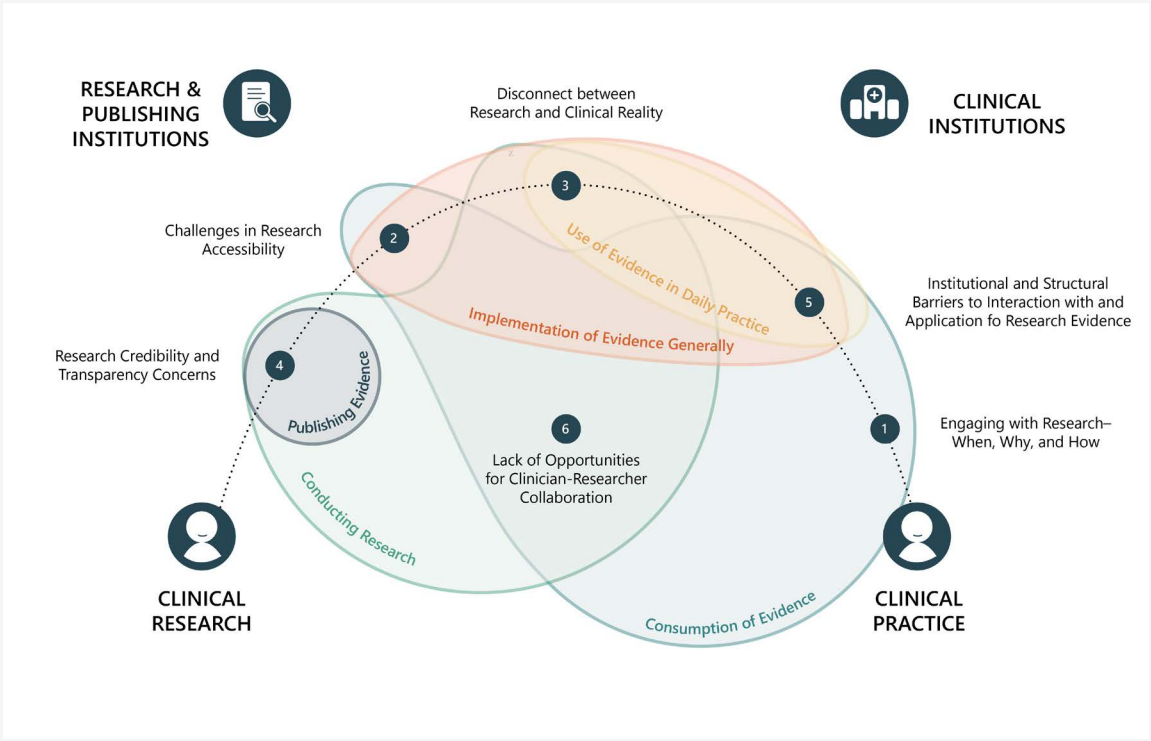 RESEARCH &
PUBLISHING
INSTITUTIONS
Disconnect between
Research and Clinical Reality
CLINICAL
INSTITUTIONS
3
2
Challenges in Research
Accessibility
Use of Evidence in Daily Practice
5
Institutional and Structural
Barriers to Interaction with and
Application fo Research Evidence
Implementation of Evidence Generally
Research Credibility and
Transparency Concerns
4
Publishing Evidence
6
Lack of Opportunities
for Clinician-Researcher
Collaboration
1
Engaging with Research–
When, Why, and How
Conducting Research
CLINICAL
RESEARCH
Consumption of Evidence
CLINICAL
PRACTICE